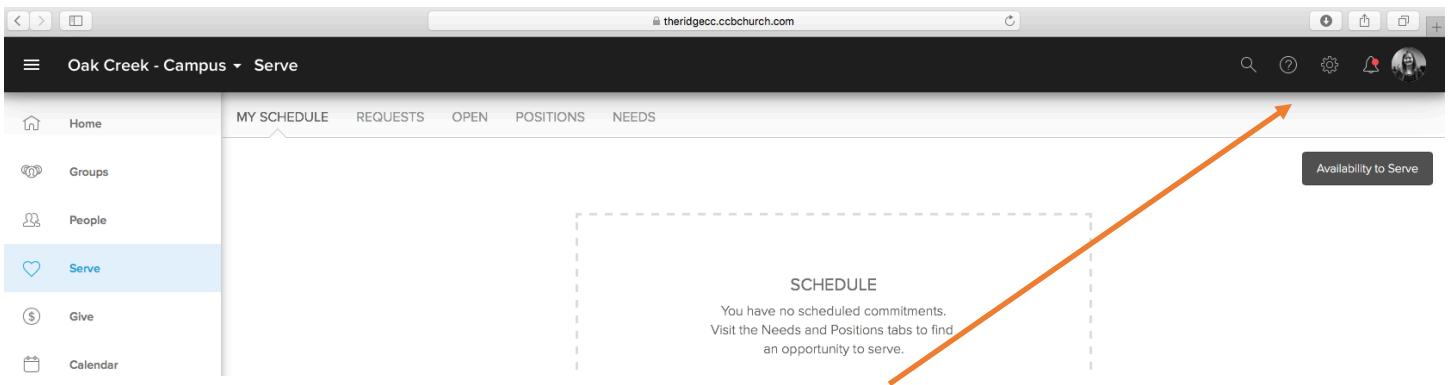 theridgecc.ccbchurch.com
Oak Creek - Campus Serve
Home
MY SCHEDULE REQUESTS OPEN POSITIONS NEEDS
Groups
Availability to Serve
People
Serve
SCHEDULE
You have no scheduled commitments.
Visit the Needs and Positions tabs to find
an opportunity to serve.
Give
Calendar